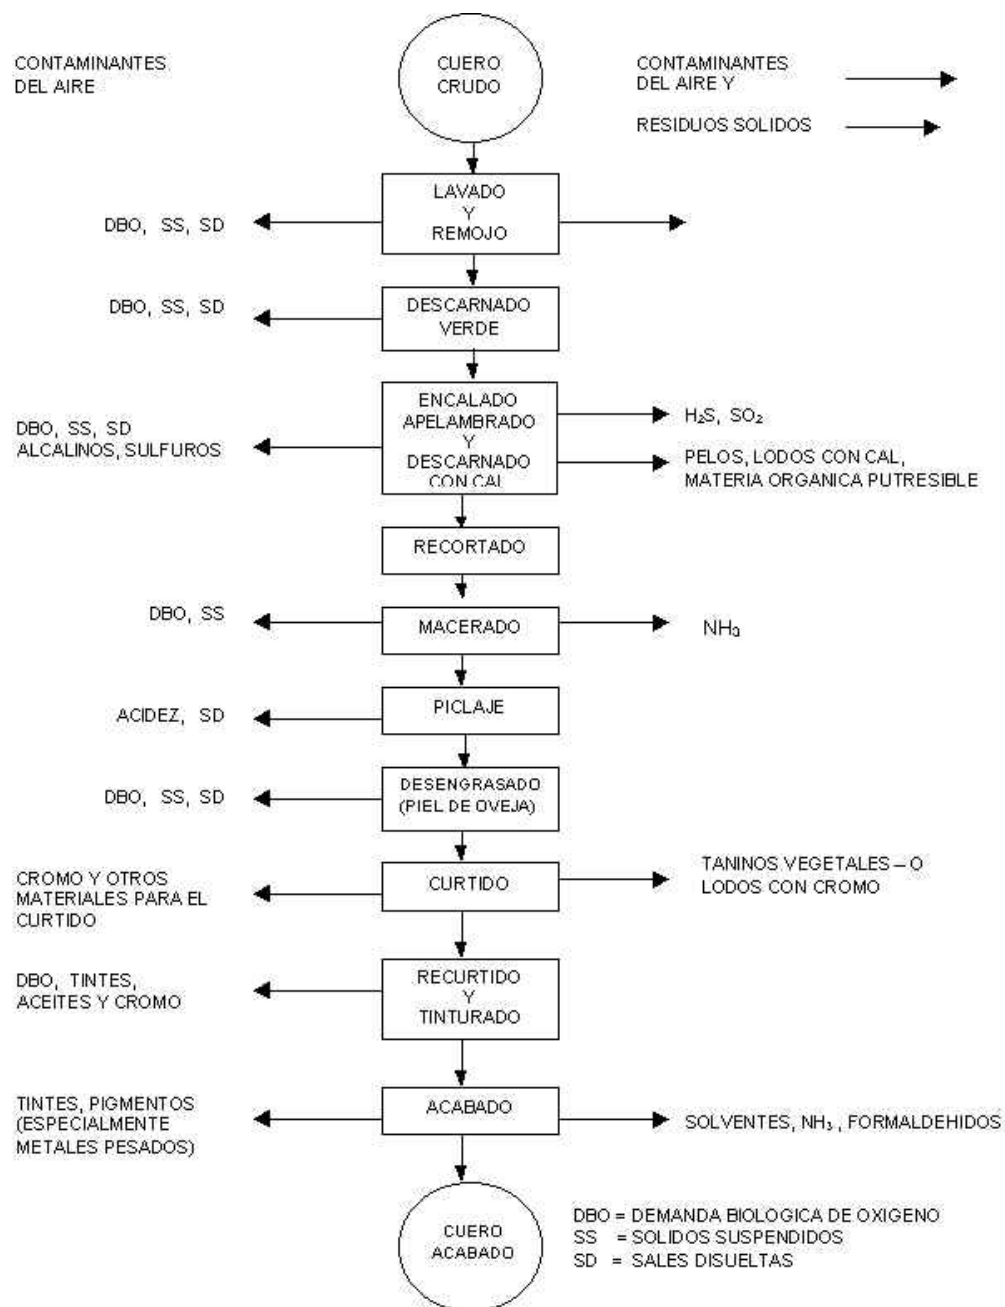 CONTAMINANTES
DEL AIRE
CUERO
CRUDO
CONTAMINANTES
DEL AIRE Y
RESIDUOS SOLIDOS
LAVADO
Y
REMOJO
DBO, SS, SD
DBO, SS, SD
DESCARNADO
VERDE
DBO, SS, SD
ALCALINOS, SULFUROS
ENCALADO
APELAMBRADO
Y
DESCARNADO
CON CAL
H₂S, SO₂
PELOS, LODOS CON CAL,
MATERIA ORGANICA PUTRESIBLE
RECORTADO
DBO, SS
MACERADO
NH₃
ACIDEZ, SD
PICLAJE
DBO, SS, SD
DESENGRASADO
(PIEL DE OVEJA)
CROMO Y OTROS
MATERIALES PARA EL
CURTIDO
CURTIDO
TANINOS VEGETALES – O
LODOS CON CROMO
DBO, TINTES,
ACEITES Y CROMO
RECURTIDO
Y
TINTURADO
TINTES, PIGMENTOS
(ESPECIALMENTE
METALES PESADOS)
ACABADO
SOLVENTES, NH₃, FORMALDEHIDOS
CUERO
ACABADO
DBO = DEMANDA BIOLOGICA DE OXIGENO
SS = SOLIDOS SUSPENDIDOS
SD = SALES DISUELTAS